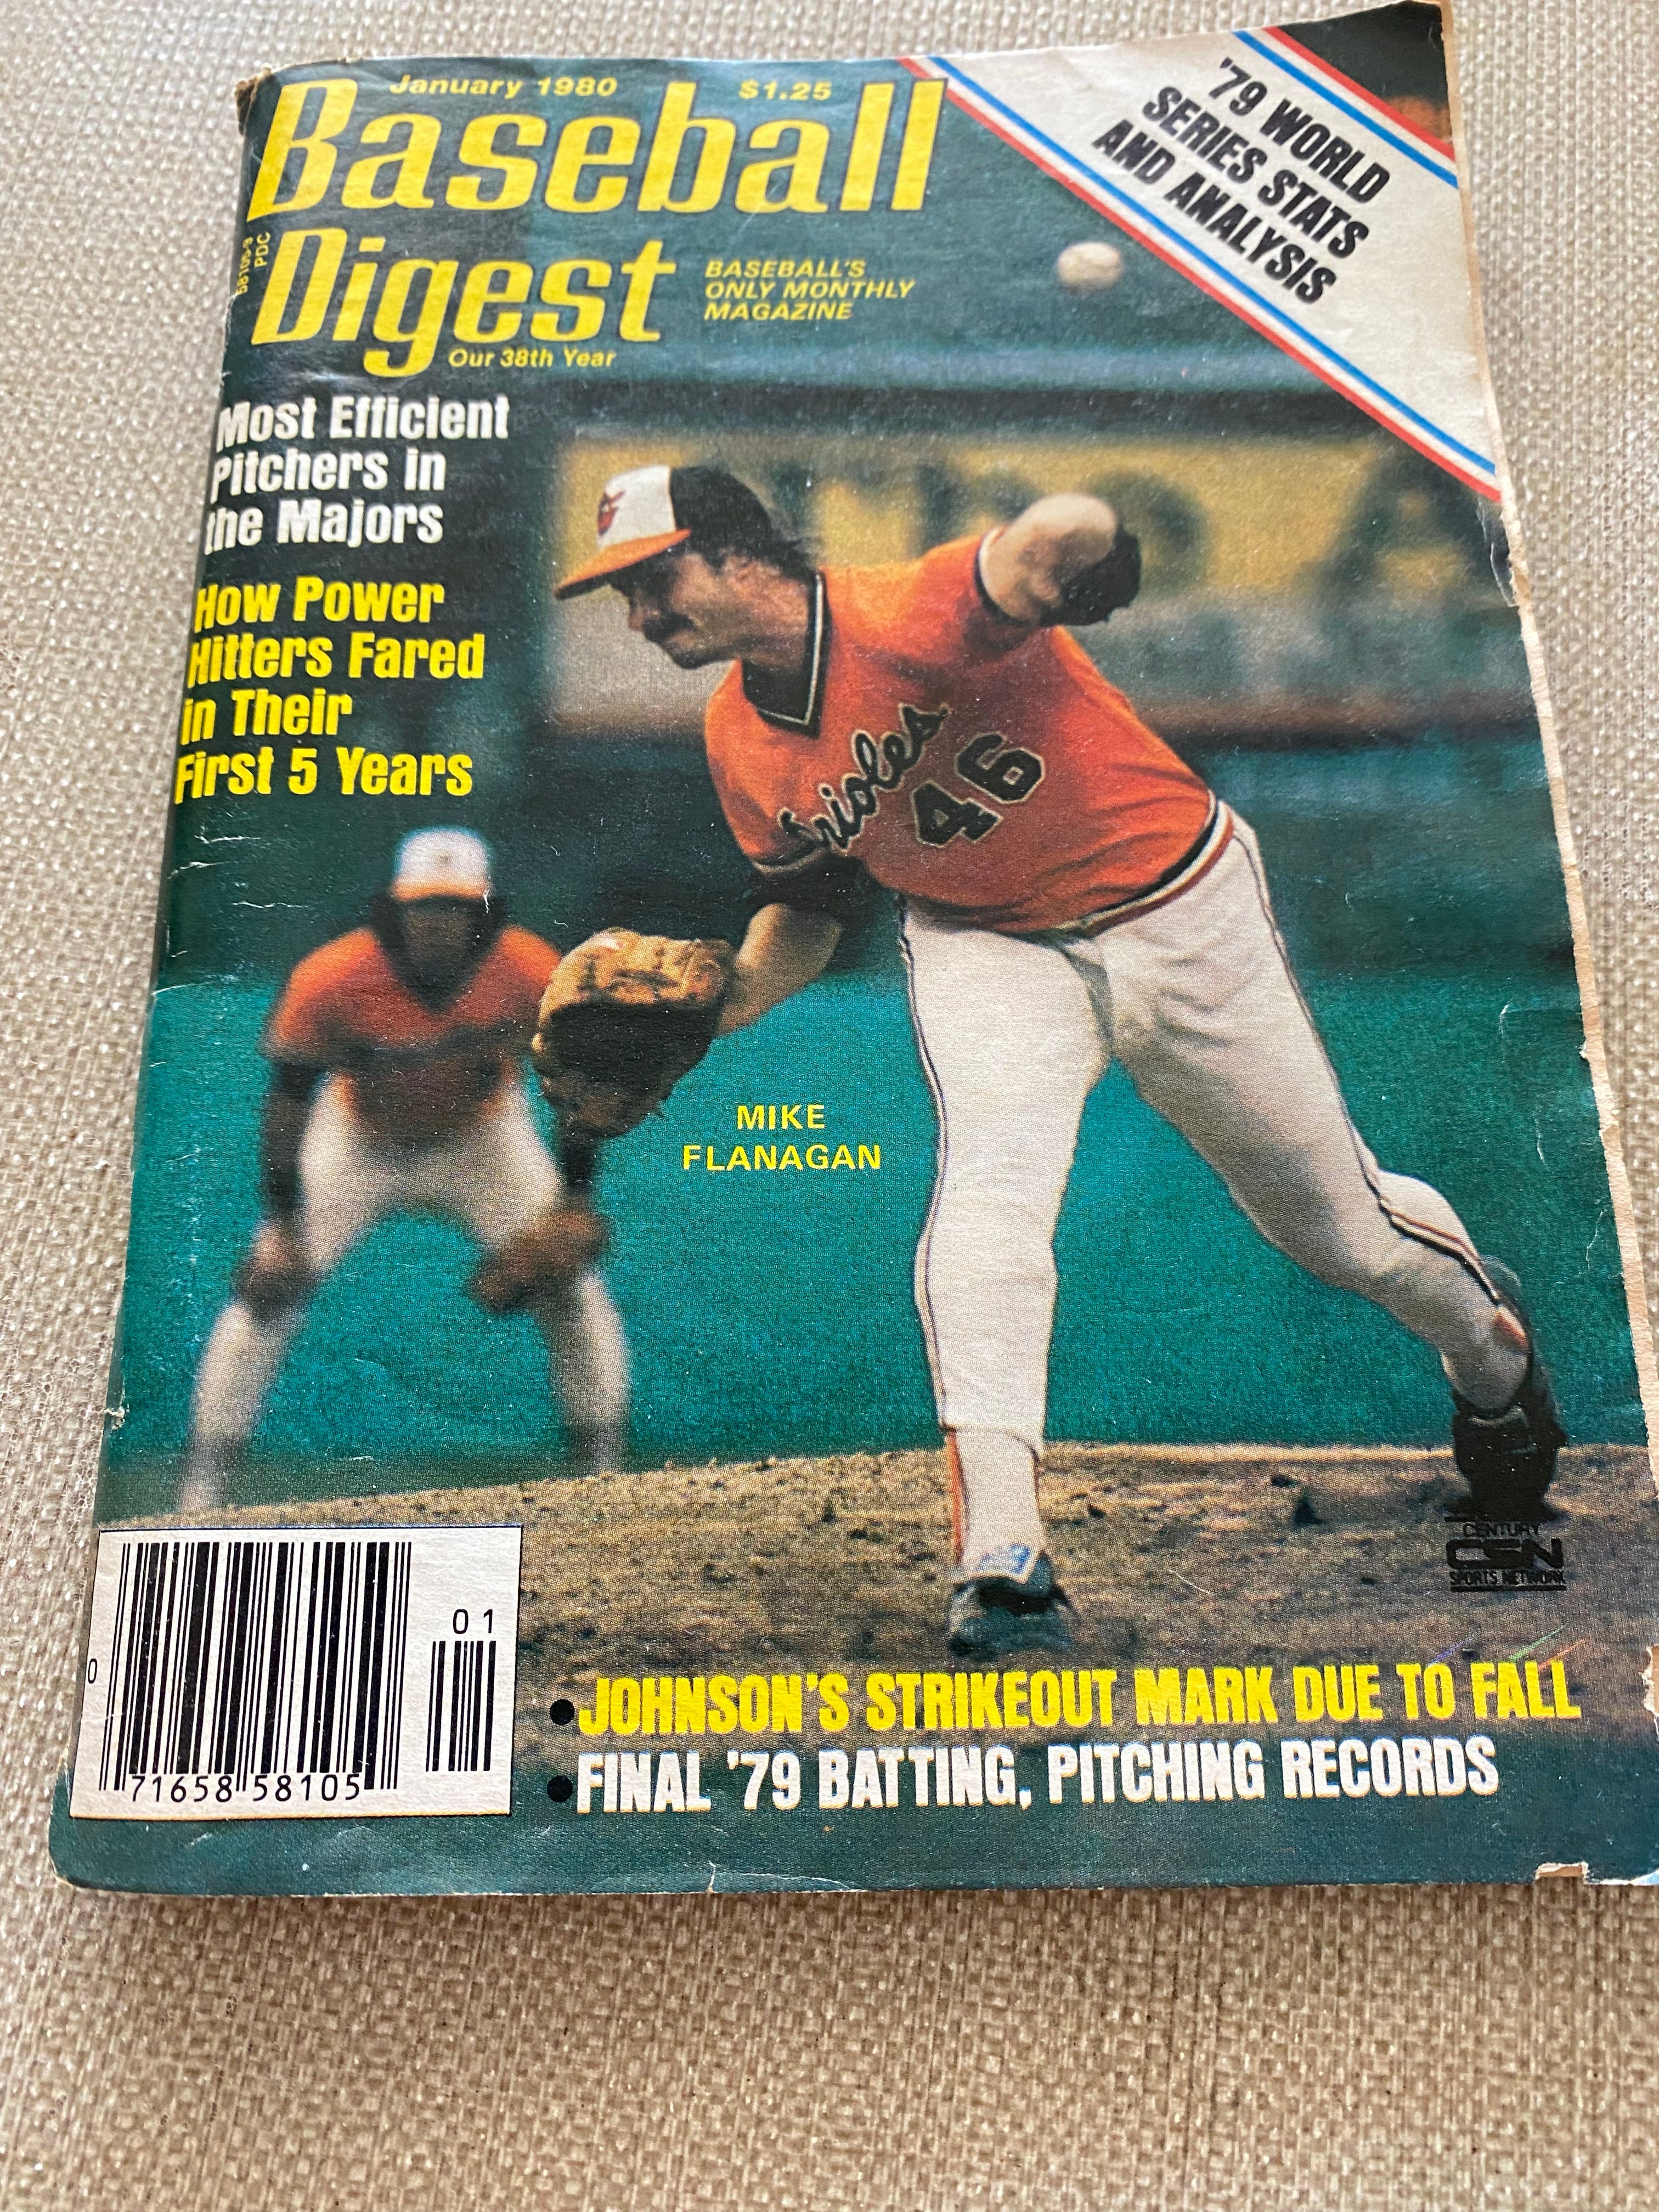 January 1980 $1.25
Baseball
Digest
BASEBALL'S
ONLY MONTHLY
MAGAZINE
Our 38th Year
58105-9
PDC
'79 WORLD
SERIES STATS
AND ANALYSIS
Most Efficient
Pitchers in
the Majors
How Power
Hitters Fared
in Their
First 5 Years
Orioles
46
MIKE
FLANAGAN
CENTURY
CSN
SPORTS NETWORK
01
0
71658 58105
•JOHNSON'S STRIKEOUT MARK DUE TO FALL
•FINAL '79 BATTING, PITCHING RECORDS